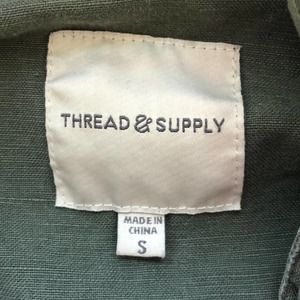 THREAD & SUPPLY
MADE IN
CHINA
S